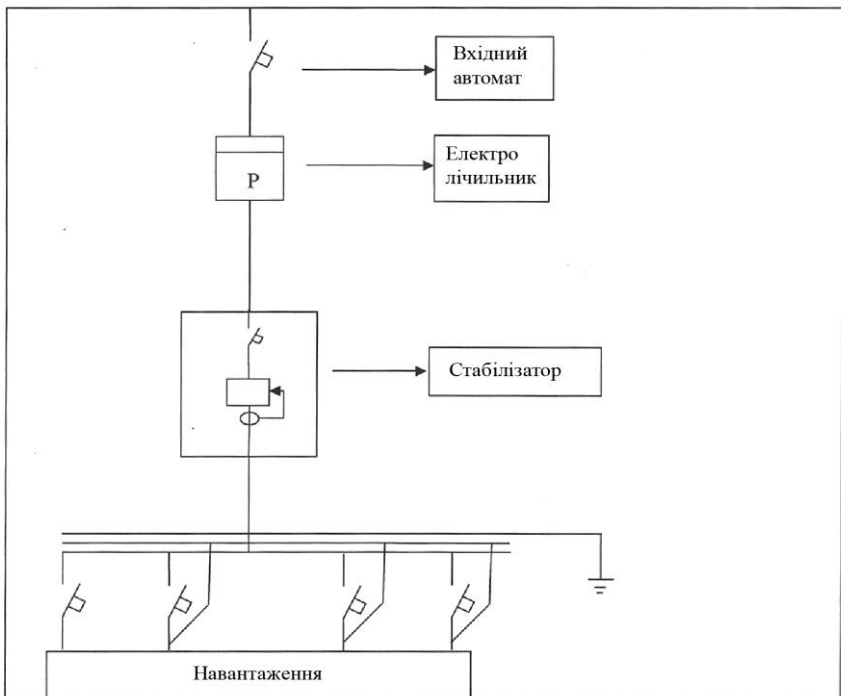 Вхідний
автомат
Електро
лічильник
P
Стабілізатор
Навантаження